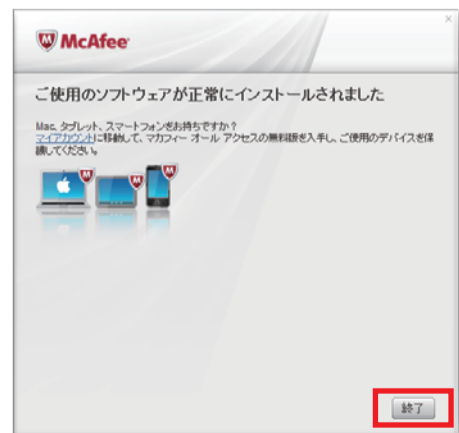 McAfee
ご使用のソフトウェアが正常にインストールされました
Mac、タブレット、スマートフォンをお持ちですか?
マイアカウントに移動して、マカフィー オール アクセスの無料版を入手し、ご使用のデバイスを保
護してください。
終了